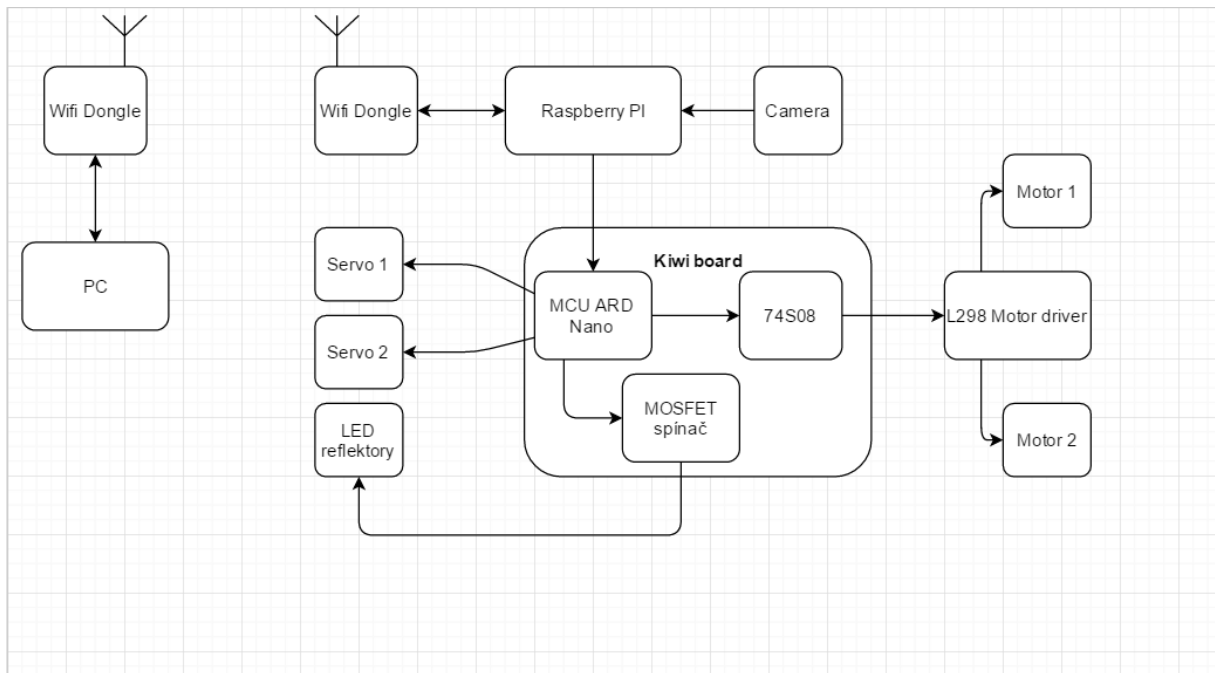 Wifi Dongle
Wifi Dongle
Raspberry PI
Camera
Motor 1
Servo 1
Kiwi board
PC
MCU ARD
Nano
74S08
L298 Motor driver
Servo 2
LED
reflektory
MOSFET
spínač
Motor 2